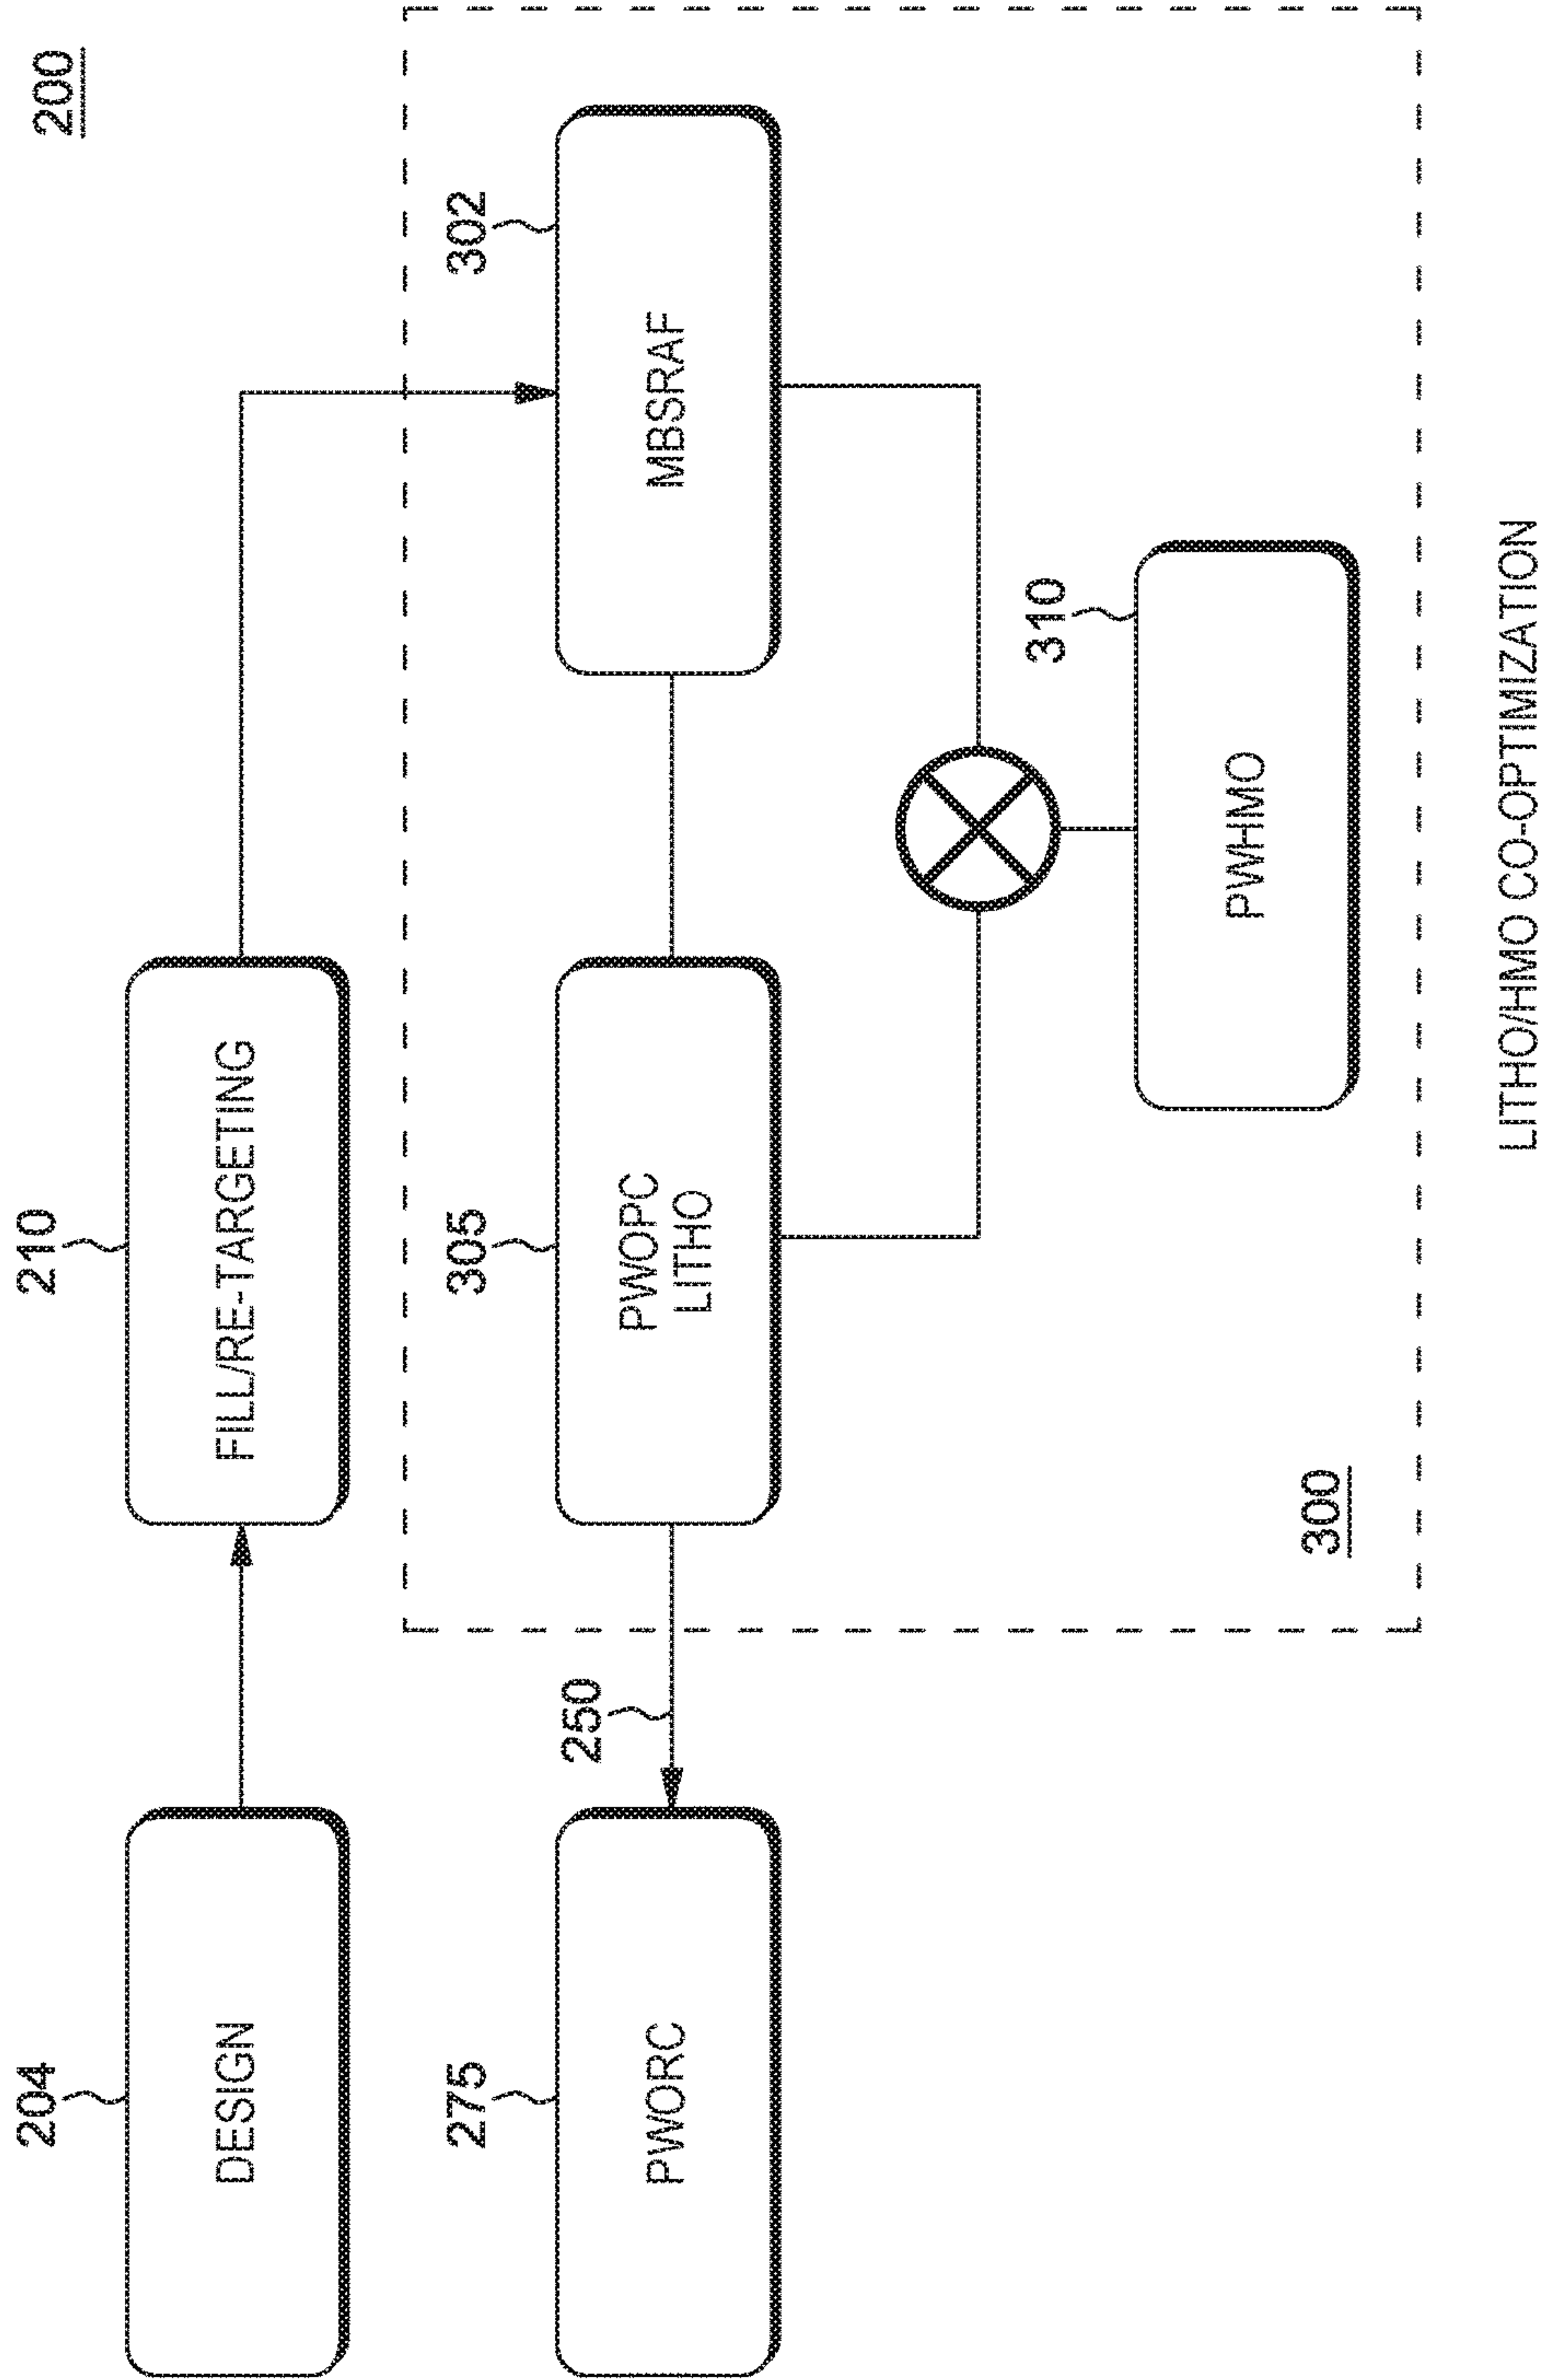 200
204
DESIGN
210
FILL/RE-TARGETING
275
PWORC
250
305
PWOPC
LITHO
302
MBSRAF
310
PWHMO
300
LITHO/HMO CO-OPTIMIZATION